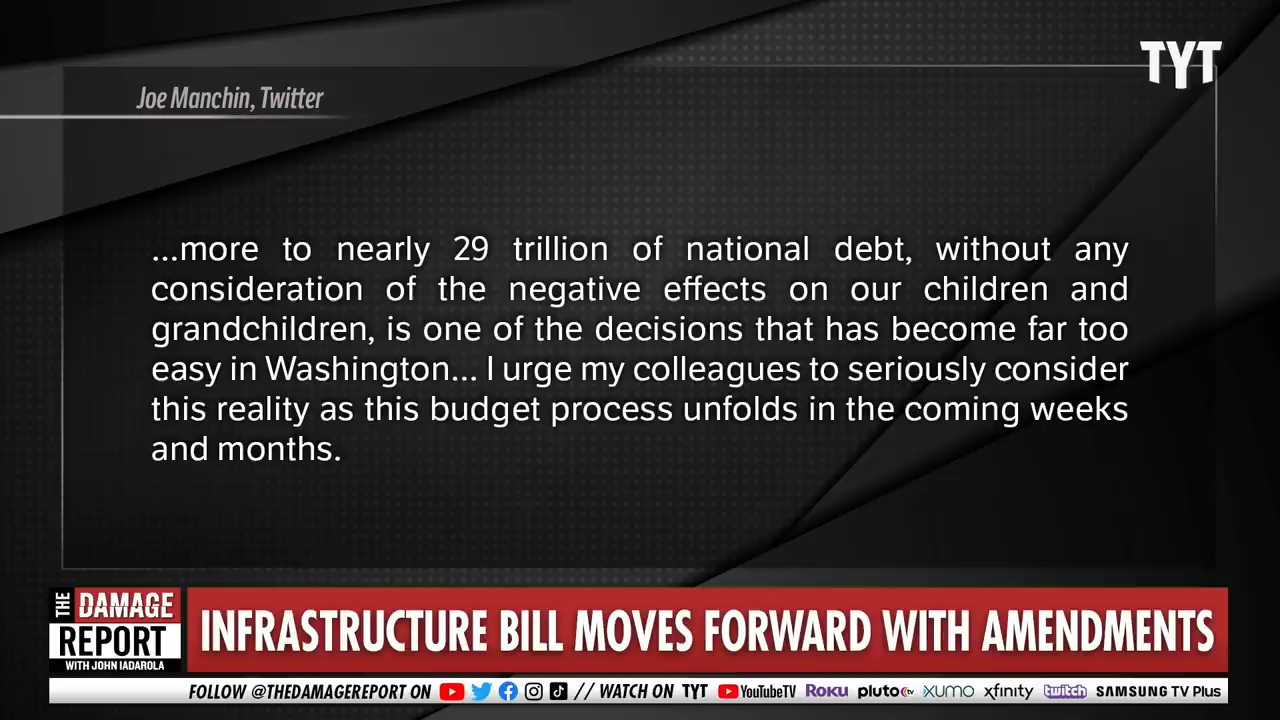 TYT
Joe Manchin, Twitter
...more to nearly 29 trillion of national debt, without any
consideration of the negative effects on our children and
grandchildren, is one of the decisions that has become far too
easy in Washington... I urge my colleagues to seriously consider
this reality as this budget process unfolds in the coming weeks
and months.
THE DAMAGE
REPORT
WITH JOHN IADAROLA
INFRASTRUCTURE BILL MOVES FORWARD WITH AMENDMENTS
FOLLOW @THEDAMAGEREPORT ON // WATCH ON TYT YouTubeTV ROKU pluto tv XUMO xfinity twitch SAMSUNG TV Plus